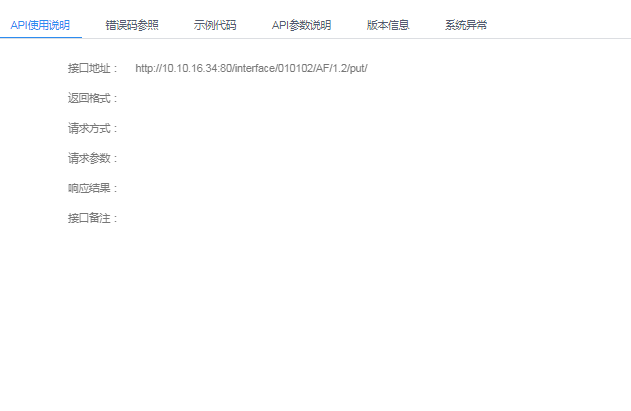 API使用说明 错误码参照 示例代码 API参数说明 版本信息 系统异常
接口地址： http://10.10.16.34:80/interface/010102/AF/1.2/put/
返回格式：
请求方式：
请求参数：
响应结果：
接口备注：